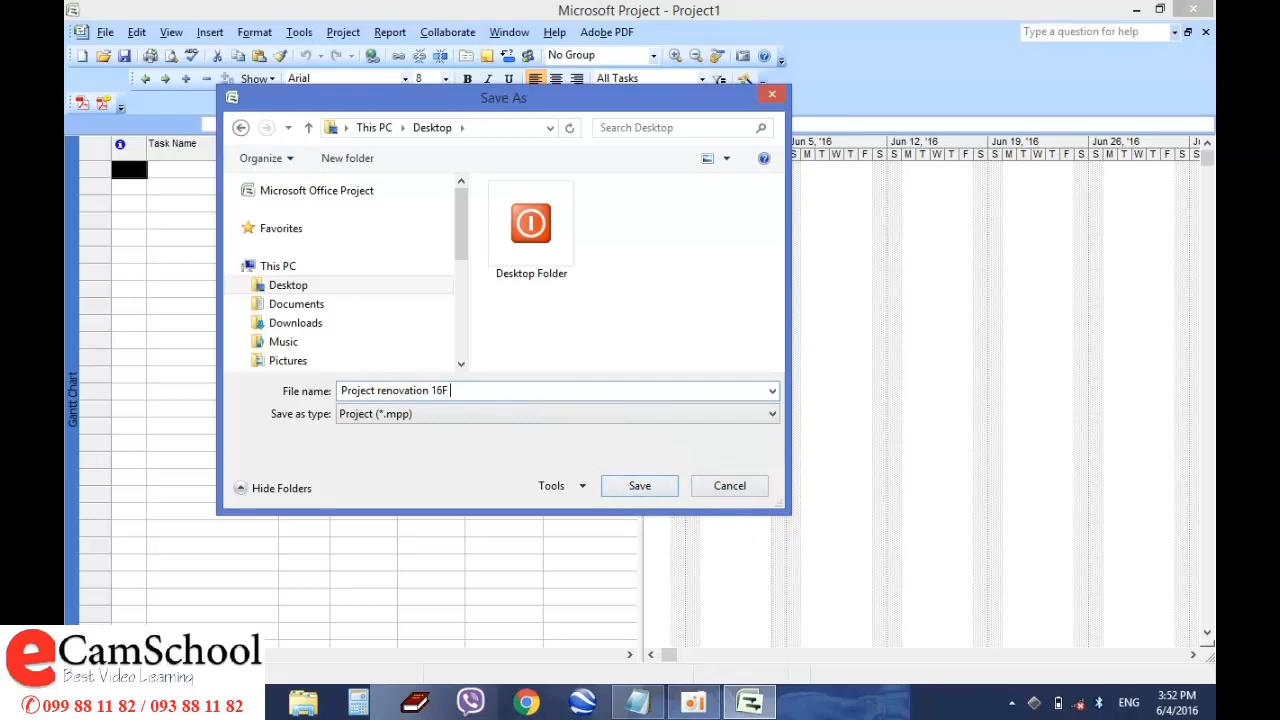 Microsoft Project - Project1
File Edit View Insert Format Tools Project Report Collaborate Window Help Adobe PDF
Type a question for help
No Group
Show Arial 8 B I U All Tasks
Save As
This PC Desktop
Search Desktop
Organize New folder
Microsoft Office Project
Favorites
This PC
Desktop
Documents
Downloads
Music
Pictures
Desktop Folder
File name: Project renovation 16F
Save as type: Project (*.mpp)
Hide Folders
Tools Save Cancel
Task Name
Jun 5, '16 Jun 12, '16 Jun 19, '16 Jun 26, '16
S M T W T F S S M T W T F S S M T W T F S S M T W T F S S
Gantt Chart
eCamSchool
Best Video Learning
099 88 11 82 / 093 88 11 82
ENG
3:52 PM
6/4/2016